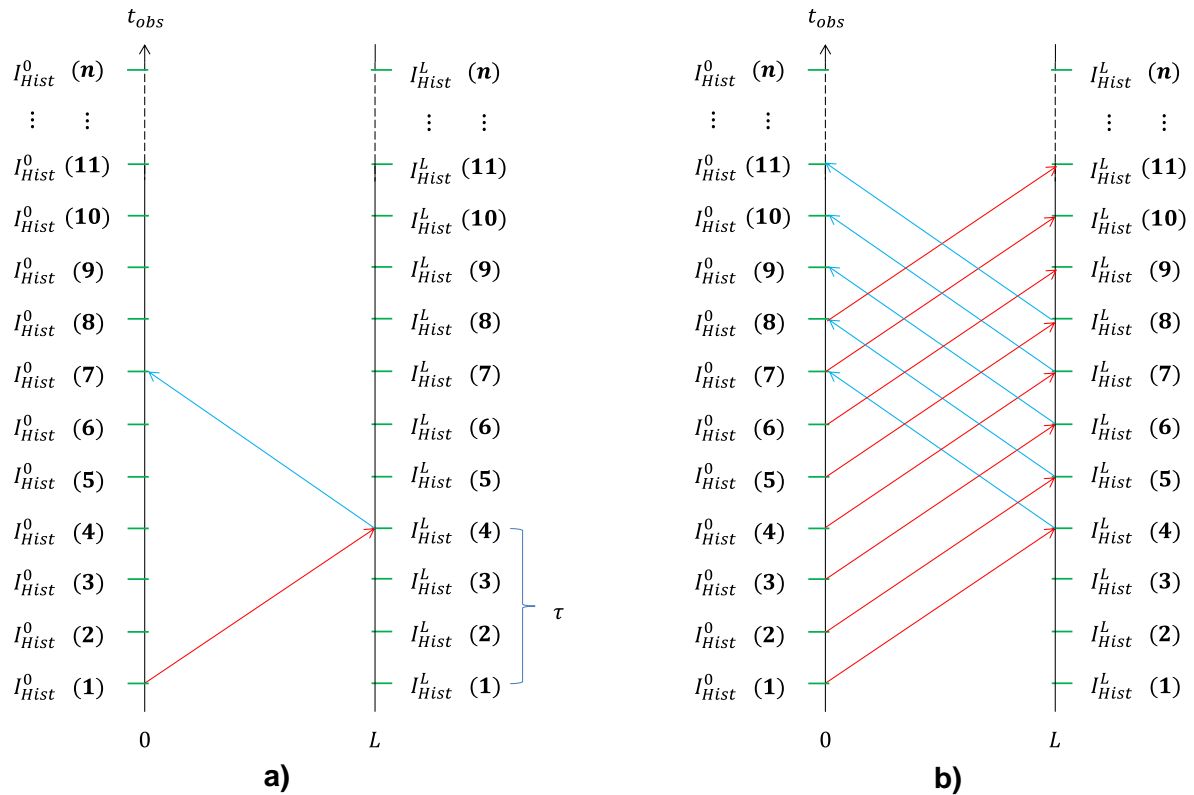 t_obs t_obs
I^0_Hist (n) I^L_Hist (n) I^0_Hist (n) I^L_Hist (n)
⋮ ⋮ ⋮ ⋮ ⋮ ⋮ ⋮ ⋮
I^0_Hist (11) I^L_Hist (11) I^0_Hist (11) I^L_Hist (11)
I^0_Hist (10) I^L_Hist (10) I^0_Hist (10) I^L_Hist (10)
I^0_Hist (9) I^L_Hist (9) I^0_Hist (9) I^L_Hist (9)
I^0_Hist (8) I^L_Hist (8) I^0_Hist (8) I^L_Hist (8)
I^0_Hist (7) I^L_Hist (7) I^0_Hist (7) I^L_Hist (7)
I^0_Hist (6) I^L_Hist (6) I^0_Hist (6) I^L_Hist (6)
I^0_Hist (5) I^L_Hist (5) I^0_Hist (5) I^L_Hist (5)
I^0_Hist (4) I^L_Hist (4) I^0_Hist (4) I^L_Hist (4)
I^0_Hist (3) I^L_Hist (3) I^0_Hist (3) I^L_Hist (3)
τ
I^0_Hist (2) I^L_Hist (2) I^0_Hist (2) I^L_Hist (2)
I^0_Hist (1) I^L_Hist (1) I^0_Hist (1) I^L_Hist (1)
0 L 0 L
a) b)